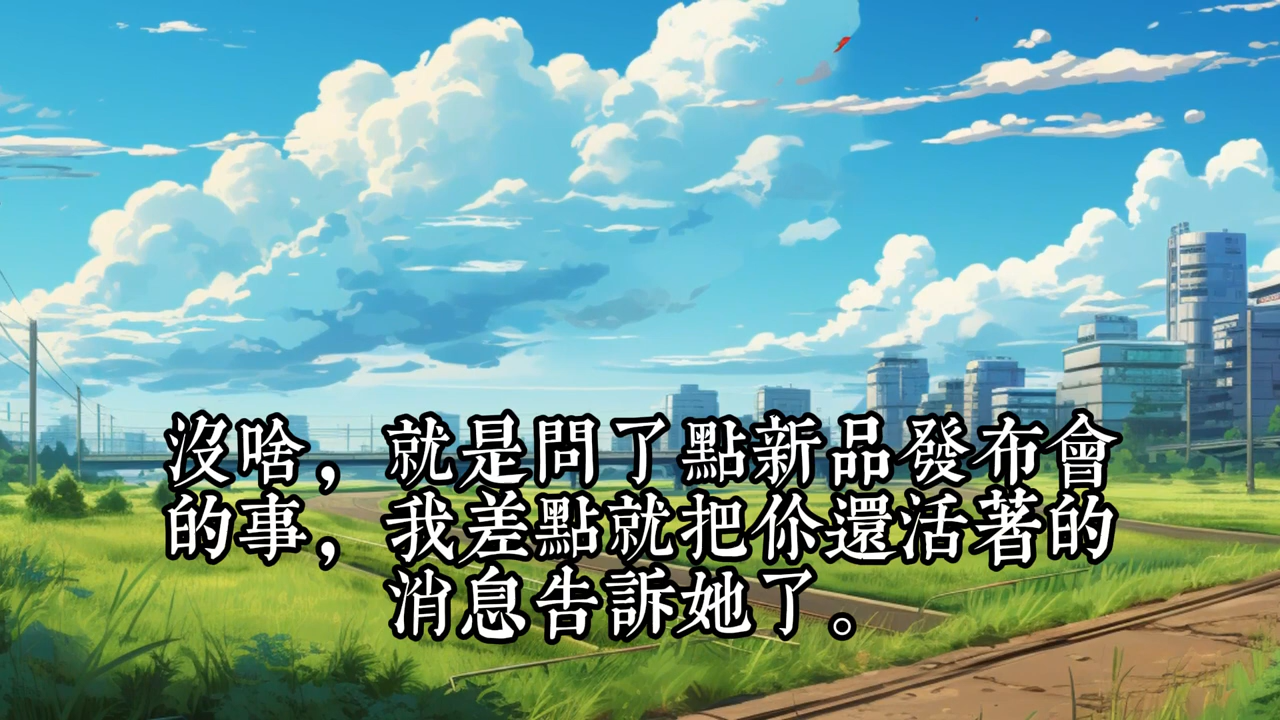 沒啥，就是問了點新品發布會
的事，我差點就把你還活著的
消息告訴她了。